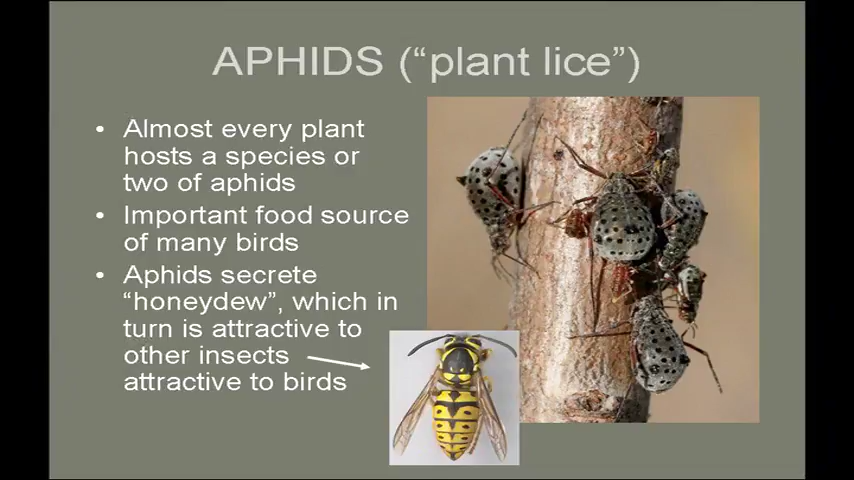 APHIDS (“plant lice”)
• Almost every plant
hosts a species or
two of aphids
• Important food source
of many birds
• Aphids secrete
“honeydew”, which in
turn is attractive to
other insects
attractive to birds